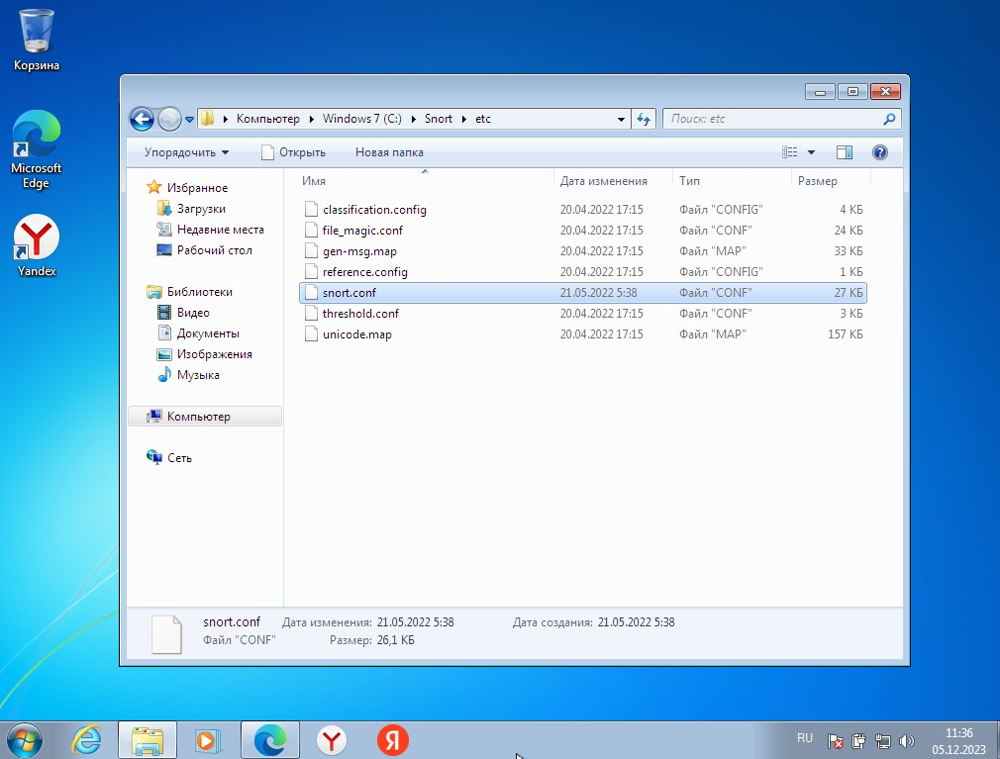 Корзина
Microsoft
Edge
Yandex
Компьютер
Windows 7 (C:)
Snort
etc
Поиск: etc
Упорядочить
Открыть
Новая папка
Избранное
Загрузки
Недавние места
Рабочий стол
Библиотеки
Видео
Документы
Изображения
Музыка
Компьютер
Сеть
Имя Дата изменения Тип Размер
classification.config 20.04.2022 17:15 Файл "CONFIG" 4 КБ
file_magic.conf 20.04.2022 17:15 Файл "CONF" 24 КБ
gen-msg.map 20.04.2022 17:15 Файл "MAP" 33 КБ
reference.config 20.04.2022 17:15 Файл "CONFIG" 1 КБ
snort.conf 21.05.2022 5:38 Файл "CONF" 27 КБ
threshold.conf 20.04.2022 17:15 Файл "CONF" 3 КБ
unicode.map 20.04.2022 17:15 Файл "MAP" 157 КБ
snort.conf Дата изменения: 21.05.2022 5:38 Дата создания: 21.05.2022 5:38
Файл "CONF" Размер: 26,1 КБ
RU
11:36
05.12.2023